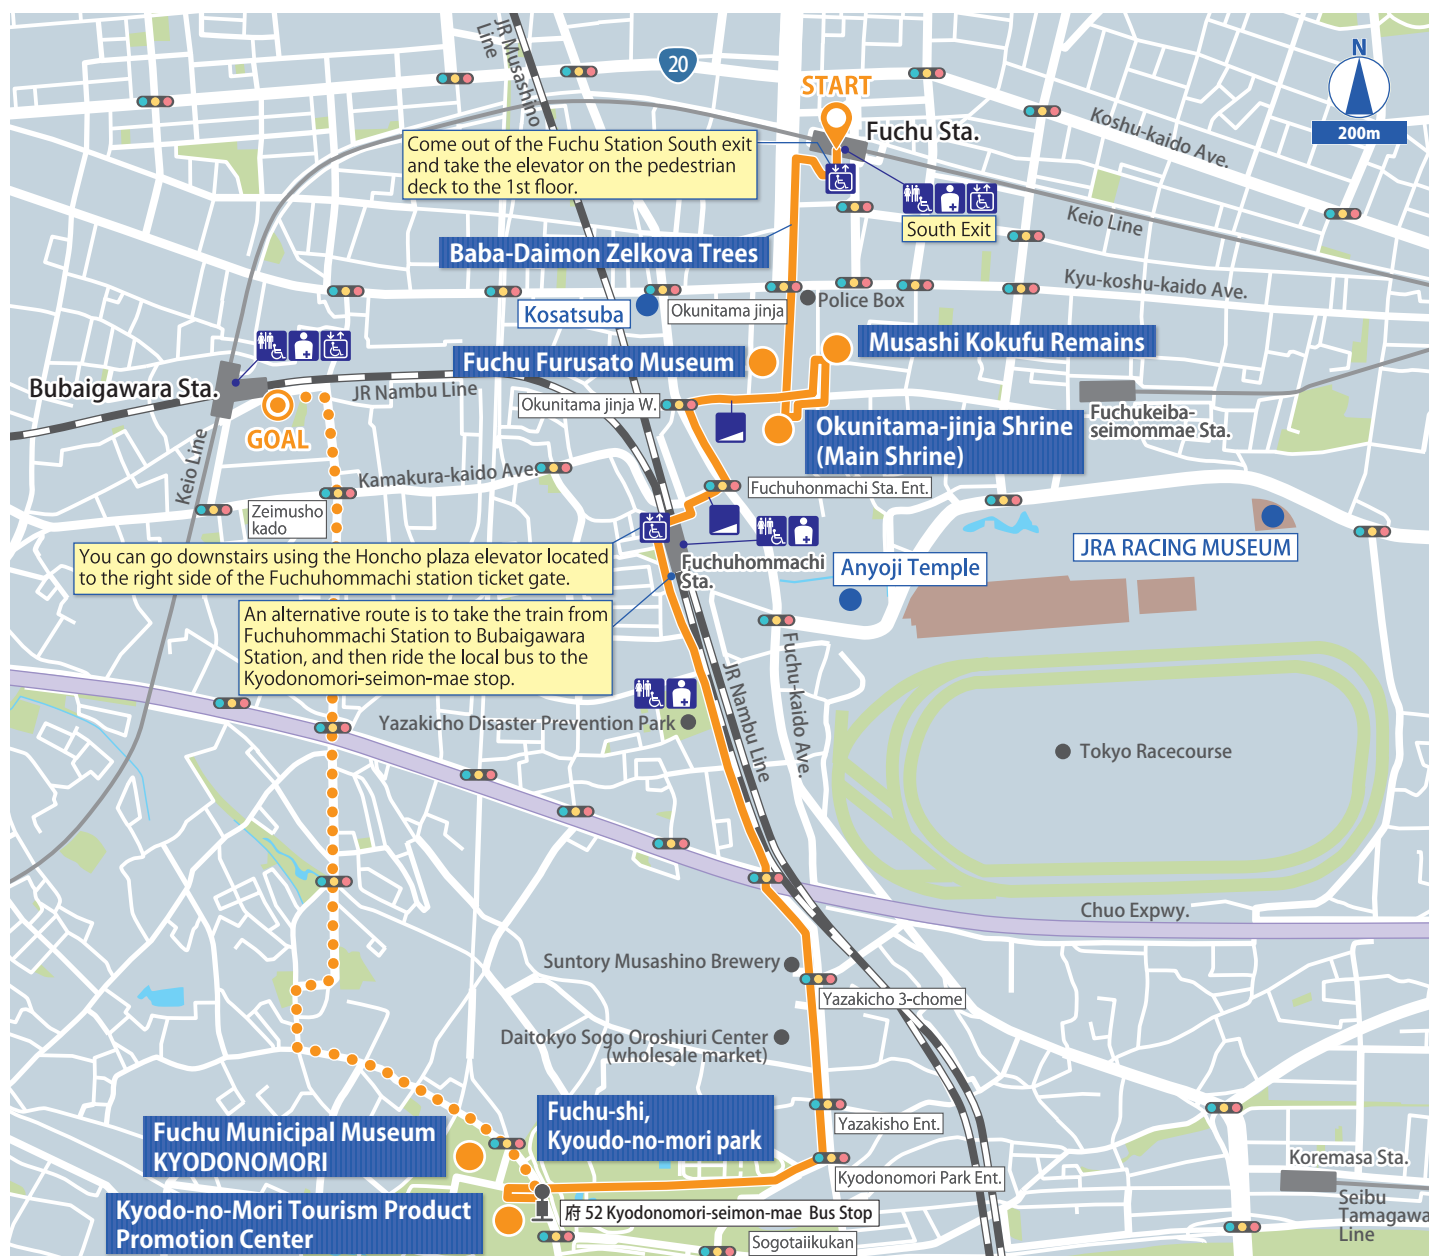 JR Musashino
Line
20
START
Fuchu Sta.
N
200m
Koshu-kaido Ave.
Come out of the Fuchu Station South exit
and take the elevator on the pedestrian
deck to the 1st floor.
South Exit
Keio Line
Baba-Daimon Zelkova Trees
Kyu-koshu-kaido Ave.
Kosatsuba
Okunitama jinja
Police Box
Musashi Kokufu Remains
Fuchu Furusato Museum
Bubaigawara Sta.
JR Nambu Line
Okunitama jinja W.
Fuchukeiba-
seimommae Sta.
GOAL
Okunitama-jinja Shrine
(Main Shrine)
Keio Line
Kamakura-kaido Ave.
Fuchuhonmachi Sta. Ent.
Zeimusho
kado
You can go downstairs using the Honcho plaza elevator located
to the right side of the Fuchuhommachi station ticket gate.
Fuchuhommachi
Sta.
Anyoji Temple
JRA RACING MUSEUM
An alternative route is to take the train from
Fuchuhommachi Station to Bubaigawara
Station, and then ride the local bus to the
Kyodonomori-seimon-mae stop.
Yazakicho Disaster Prevention Park
JR Nambu Line
Fuchu-kaido Ave.
Tokyo Racecourse
Chuo Expwy.
Suntory Musashino Brewery
Yazakicho 3-chome
Daitokyo Sogo Oroshiuri Center
(wholesale market)
Fuchu-shi,
Kyoudo-no-mori park
Yazakisho Ent.
Fuchu Municipal Museum
KYODONOMORI
Kyodonomori Park Ent.
Koremasa Sta.
Kyodo-no-Mori Tourism Product
Promotion Center
府 52 Kyodonomori-seimon-mae Bus Stop
Sogotaiikukan
Seibu
Tamagawa
Line